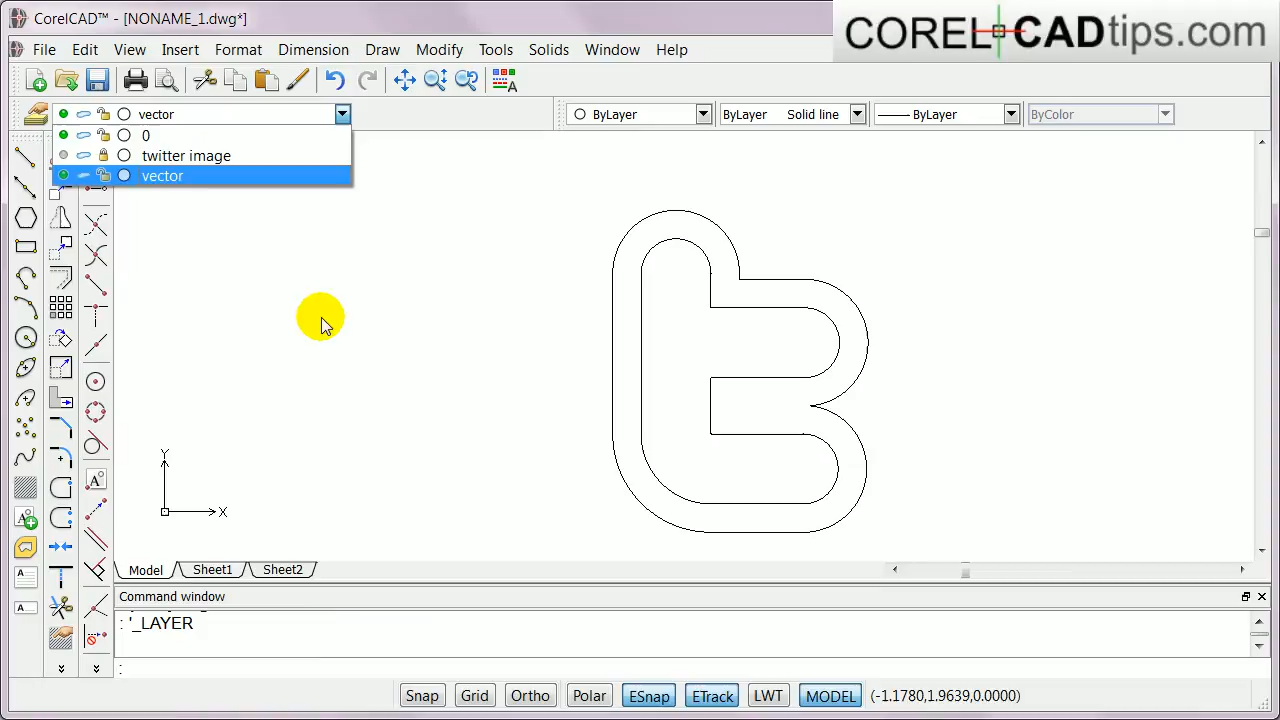 CorelCAD™ - [NONAME_1.dwg*]
CORELCADtips.com
File Edit View Insert Format Dimension Draw Modify Tools Solids Window Help
A
vector
ByLayer
ByLayer Solid line
ByLayer
ByColor
0
twitter image
vector
Y
X
A
A
A
A
Model Sheet1 Sheet2
Command window
: '_LAYER
:
Snap Grid Ortho Polar ESnap ETrack LWT MODEL (-1.1780,1.9639,0.0000)